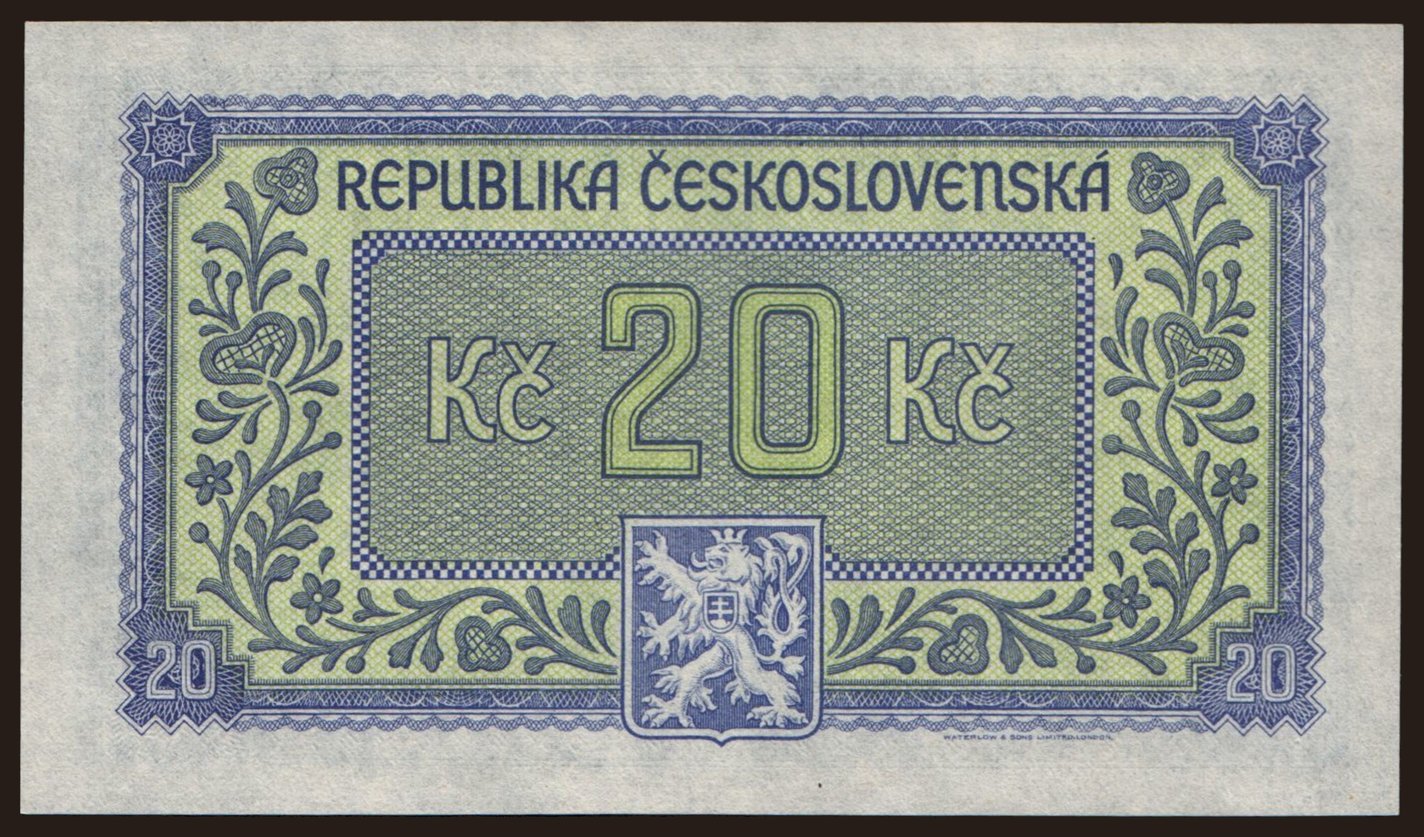 REPUBLIKA ČESKOSLOVENSKÁ
Kč 20 Kč
20 20
WATERLOW & SONS LIMITED, LONDON.